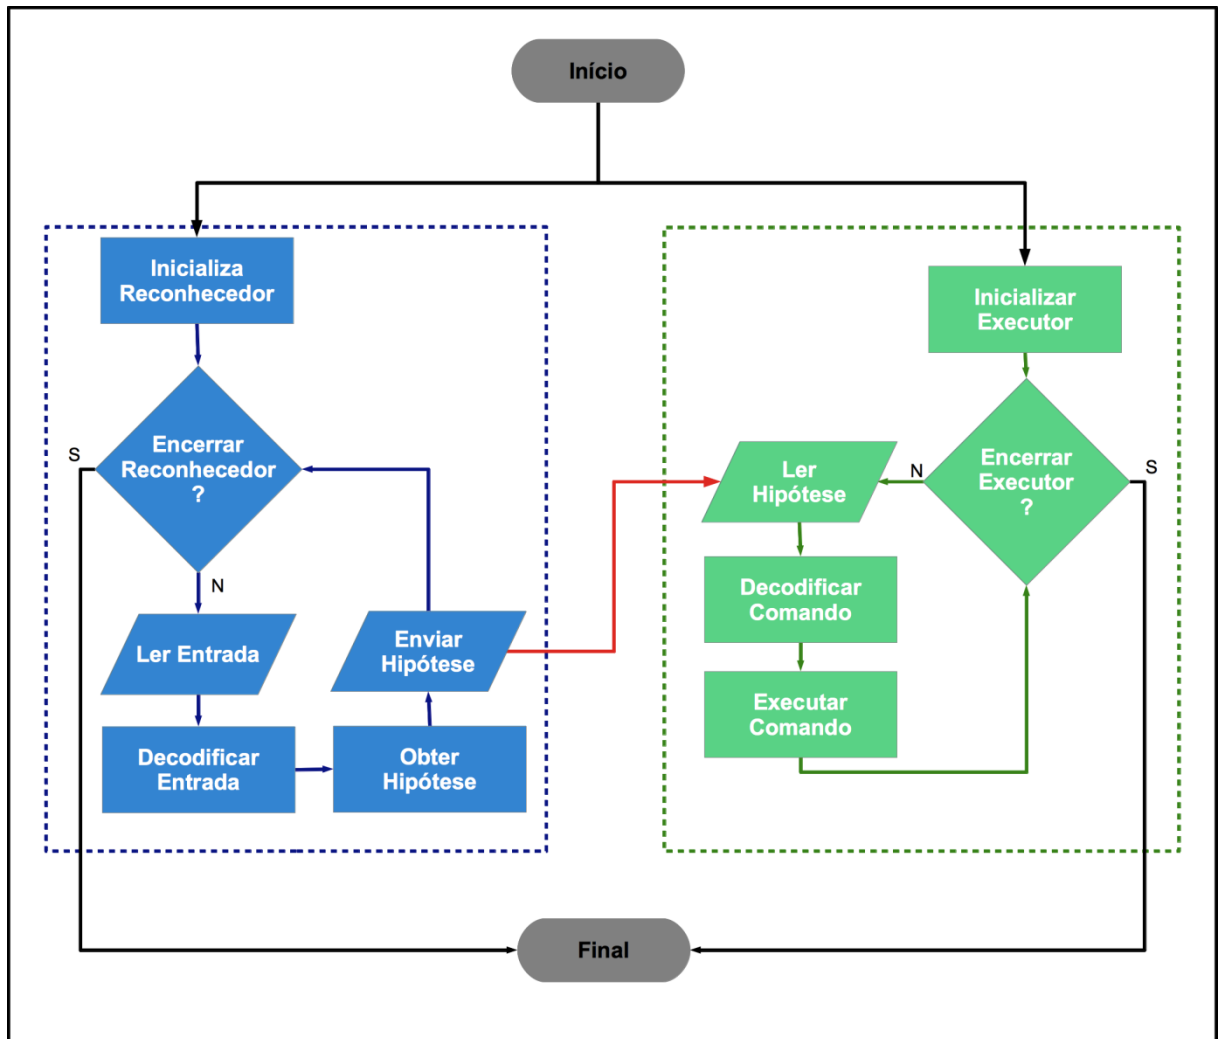 Início
Inicializa
Reconhecedor
Encerrar
Reconhecedor
?
S
N
Ler Entrada
Decodificar
Entrada
Obter
Hipótese
Enviar
Hipótese
Inicializar
Executor
Encerrar
Executor
?
N
S
Ler
Hipótese
Decodificar
Comando
Executar
Comando
Final